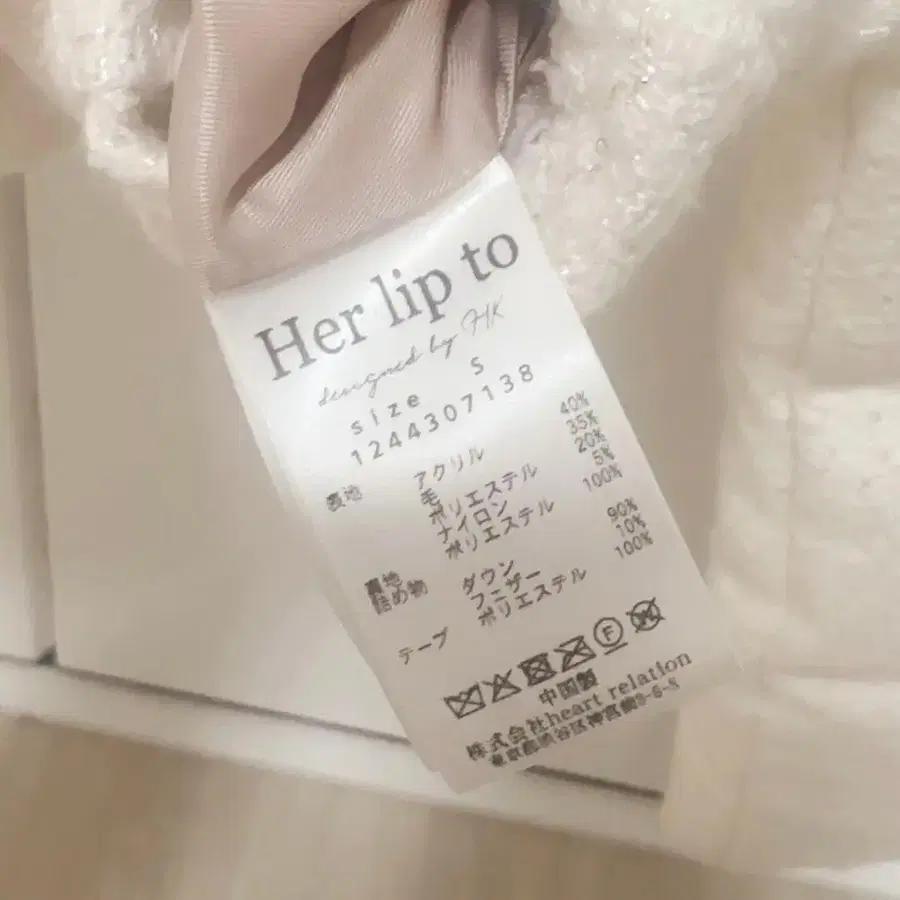 Her lip to
designed by HK
size S
1244307138
表地 アクリル 40%
毛 35%
ポリエステル 20%
ナイロン 5%
裏地 ポリエステル 100%
詰め物 ダウン 90%
フェザー 10%
テープ ポリエステル 100%
F
中国製
株式会社heart relation
東京都渋谷区神宮前3-6-8